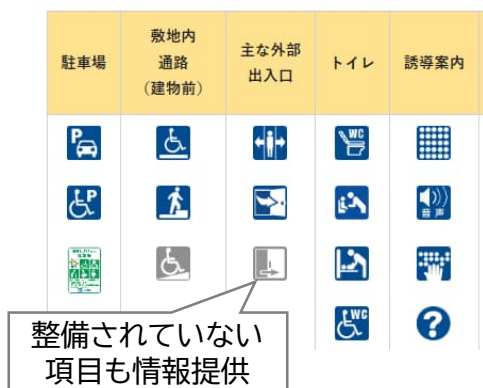 駐車場
敷地内
通路
(建物前)
主な外部
出入口
トイレ
誘導案内
P
WC
P
音声
WC
?
整備されていない
項目も情報提供